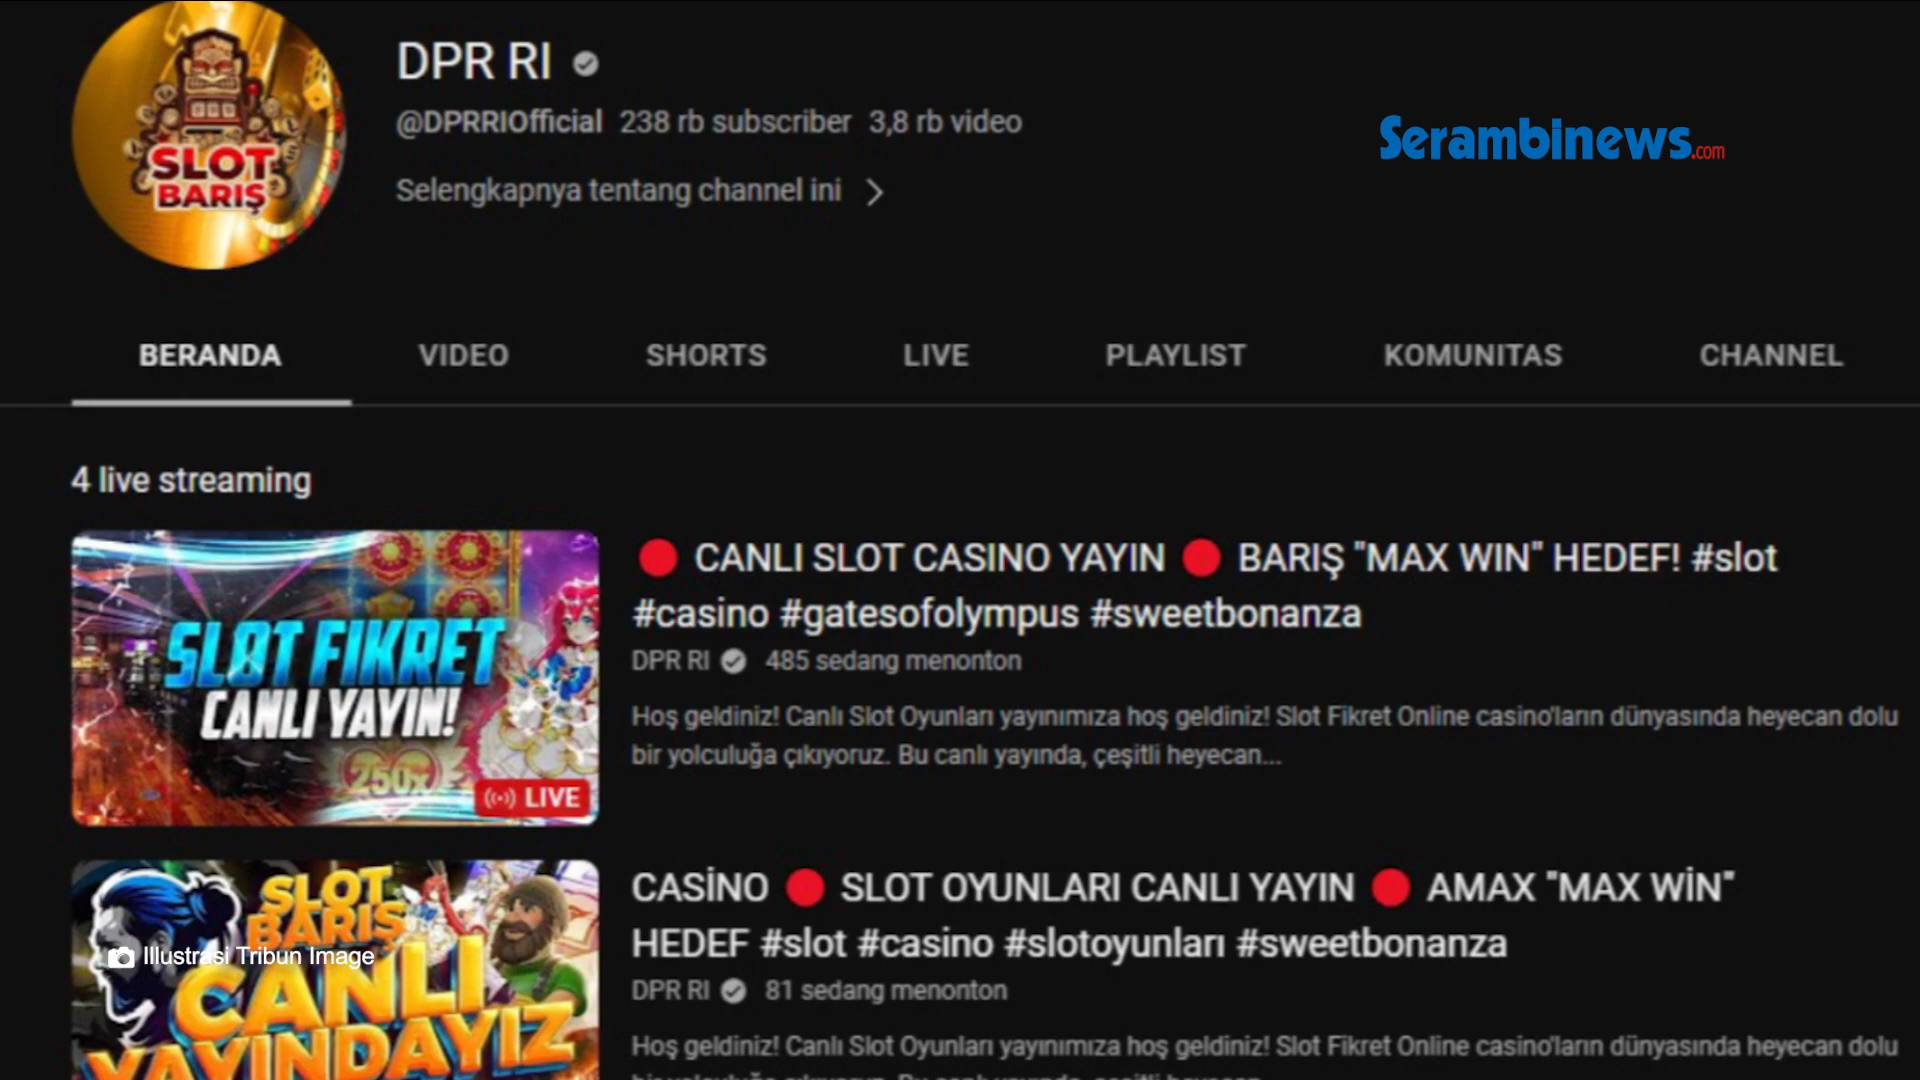 SLOT
BARIŞ
DPR RI
@DPRRIOfficial 238 rb subscriber 3,8 rb video
Selengkapnya tentang channel ini
Serambinews.com
BERANDA VIDEO SHORTS LIVE PLAYLIST KOMUNITAS CHANNEL
4 live streaming
SLOT FIKRET
CANLI YAYIN!
250x
LIVE
CANLI SLOT CASINO YAYIN 🔴 BARIŞ "MAX WIN" HEDEF! #slot
#casino #gatesofolympus #sweetbonanza
DPR RI 485 sedang menonton
Hoş geldiniz! Canlı Slot Oyunları yayınımıza hoş geldiniz! Slot Fikret Online casino'ların dünyasında heyecan dolu
bir yolculuğa çıkıyoruz. Bu canlı yayında, çeşitli heyecan...
SLOT
BARIŞ
CANLI
YAYINDAYIZ
Illustrasi Tribun Image
CASİNO 🔴 SLOT OYUNLARI CANLI YAYIN 🔴 AMAX "MAX WİN"
HEDEF #slot #casino #slotoyunları #sweetbonanza
DPR RI 81 sedang menonton
Hoş geldiniz! Canlı Slot Oyunları yayınımıza hoş geldiniz! Slot Fikret Online casino'ların dünyasında heyecan dolu